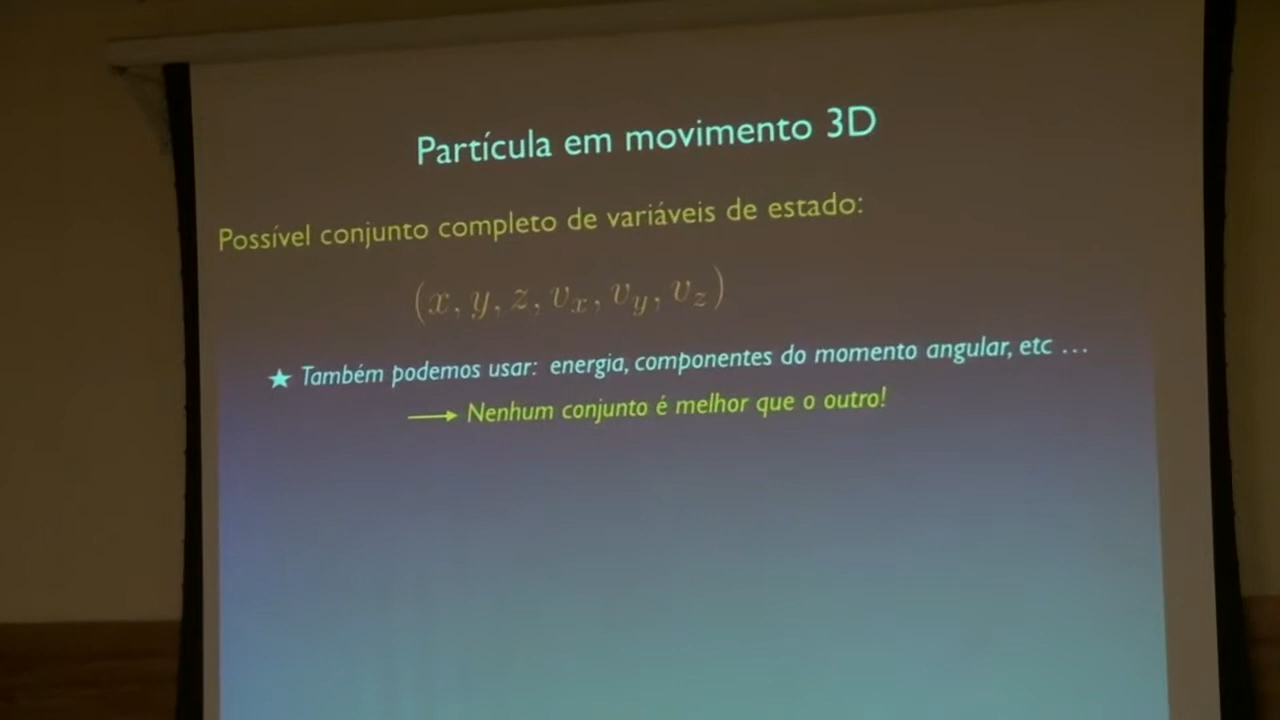 Partícula em movimento 3D
Possível conjunto completo de variáveis de estado:
(x, y, z, v_x, v_y, v_z)
★ Também podemos usar: energia, componentes do momento angular, etc ...
⟶ Nenhum conjunto é melhor que o outro!